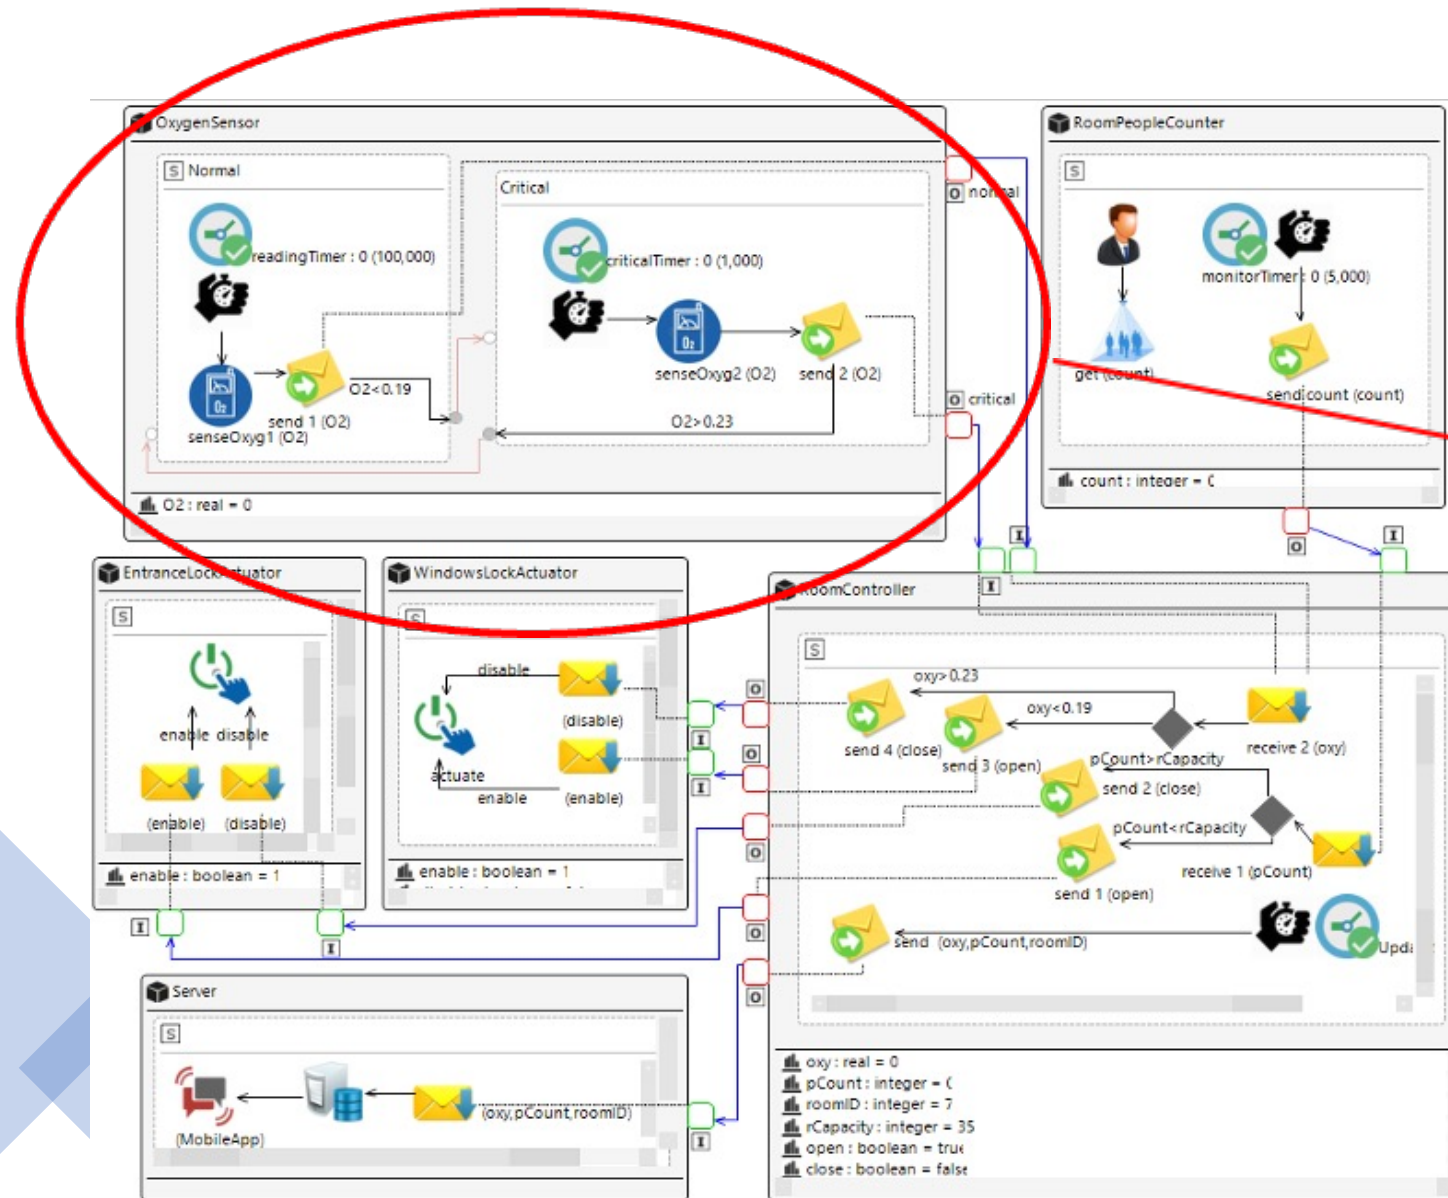 OxygenSensor
S Normal
readingTimer : 0 (100,000)
O2
senseOxyg1 (O2)
send 1 (O2)
O2<0.19
Critical
criticalTimer : 0 (1,000)
O2
senseOxyg2 (O2)
send 2 (O2)
O2>0.23
O2 : real = 0
O normal
O critical
RoomPeopleCounter
S
monitorTimer : 0 (5,000)
get (count)
send count (count)
count : integer =
O
I
I
I
EntranceLockActuator
S
enable disable
(enable) (disable)
enable : boolean = 1
I
I
WindowsLockActuator
S
disable
(disable)
actuate
enable
(enable)
enable : boolean = 1
I
I
RoomController
S
oxy>0.23
oxy<0.19
receive 2 (oxy)
send 4 (close)
send 3 (open)
pCount>rCapacity
send 2 (close)
pCount<rCapacity
receive 1 (pCount)
send 1 (open)
send (oxy,pCount,roomID)
O
O
O
O
O
oxy : real = 0
pCount : integer =
roomID : integer = 7
rCapacity : integer = 35
open : boolean = true
close : boolean = false
Server
S
(MobileApp)
(oxy,pCount,roomID)
I